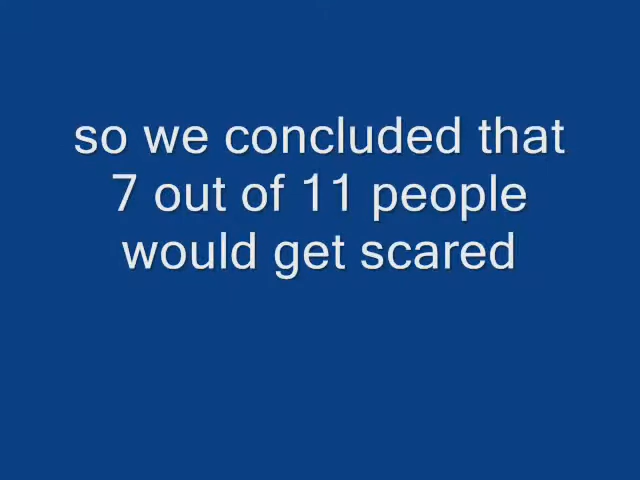 so we concluded that
7 out of 11 people
would get scared